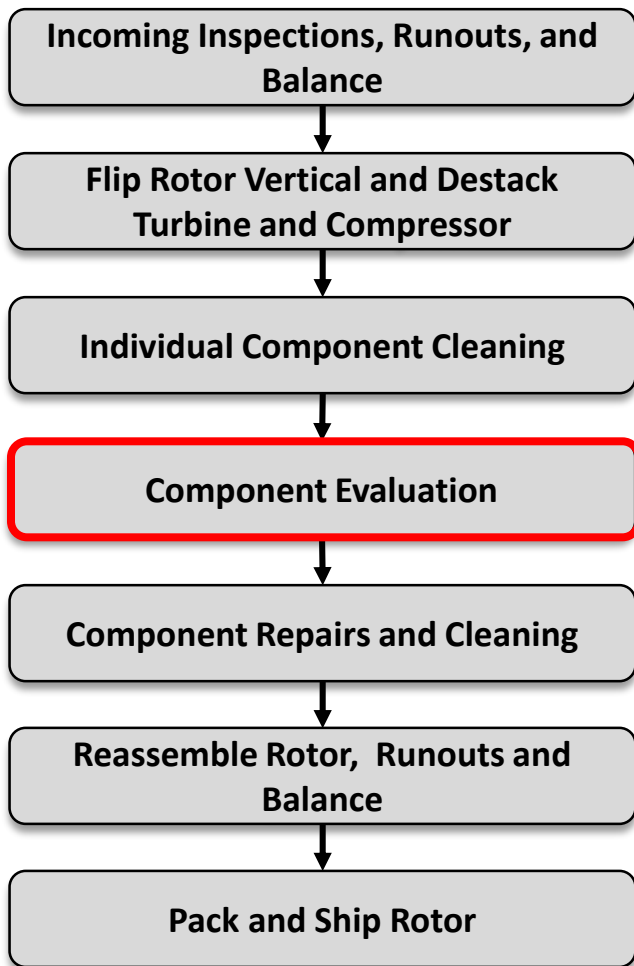 Incoming Inspections, Runouts, and
Balance
Flip Rotor Vertical and Destack
Turbine and Compressor
Individual Component Cleaning
Component Evaluation
Component Repairs and Cleaning
Reassemble Rotor,  Runouts and
Balance
Pack and Ship Rotor